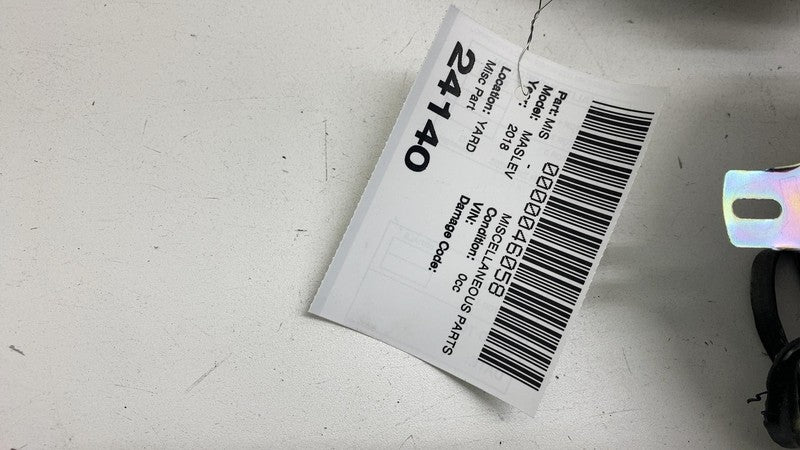 0000046058
Part: MIS - MISCELLANEOUS PARTS
Model: MASLEV Condition: 0cc
Year: 2018 VIN:
Location: YARD Damage Code:
Misc Part
24140